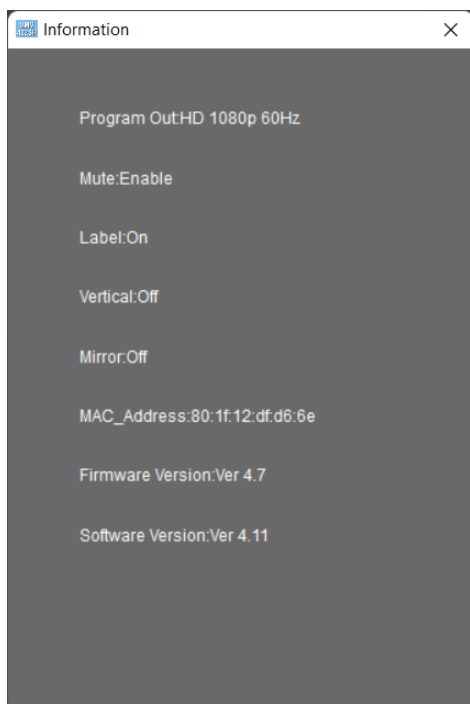 Information
Program Out:HD 1080p 60Hz
Mute:Enable
Label:On
Vertical:Off
Mirror:Off
MAC_Address:80:1f:12:df:d6:6e
Firmware Version:Ver 4.7
Software Version:Ver 4.11